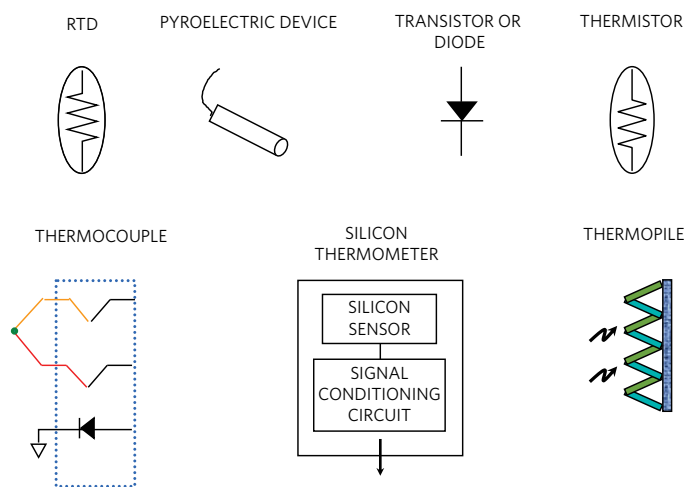 RTD
PYROELECTRIC DEVICE
TRANSISTOR OR
DIODE
THERMISTOR
THERMOCOUPLE
SILICON
THERMOMETER
THERMOPILE
SILICON
SENSOR
SIGNAL
CONDITIONING
CIRCUIT